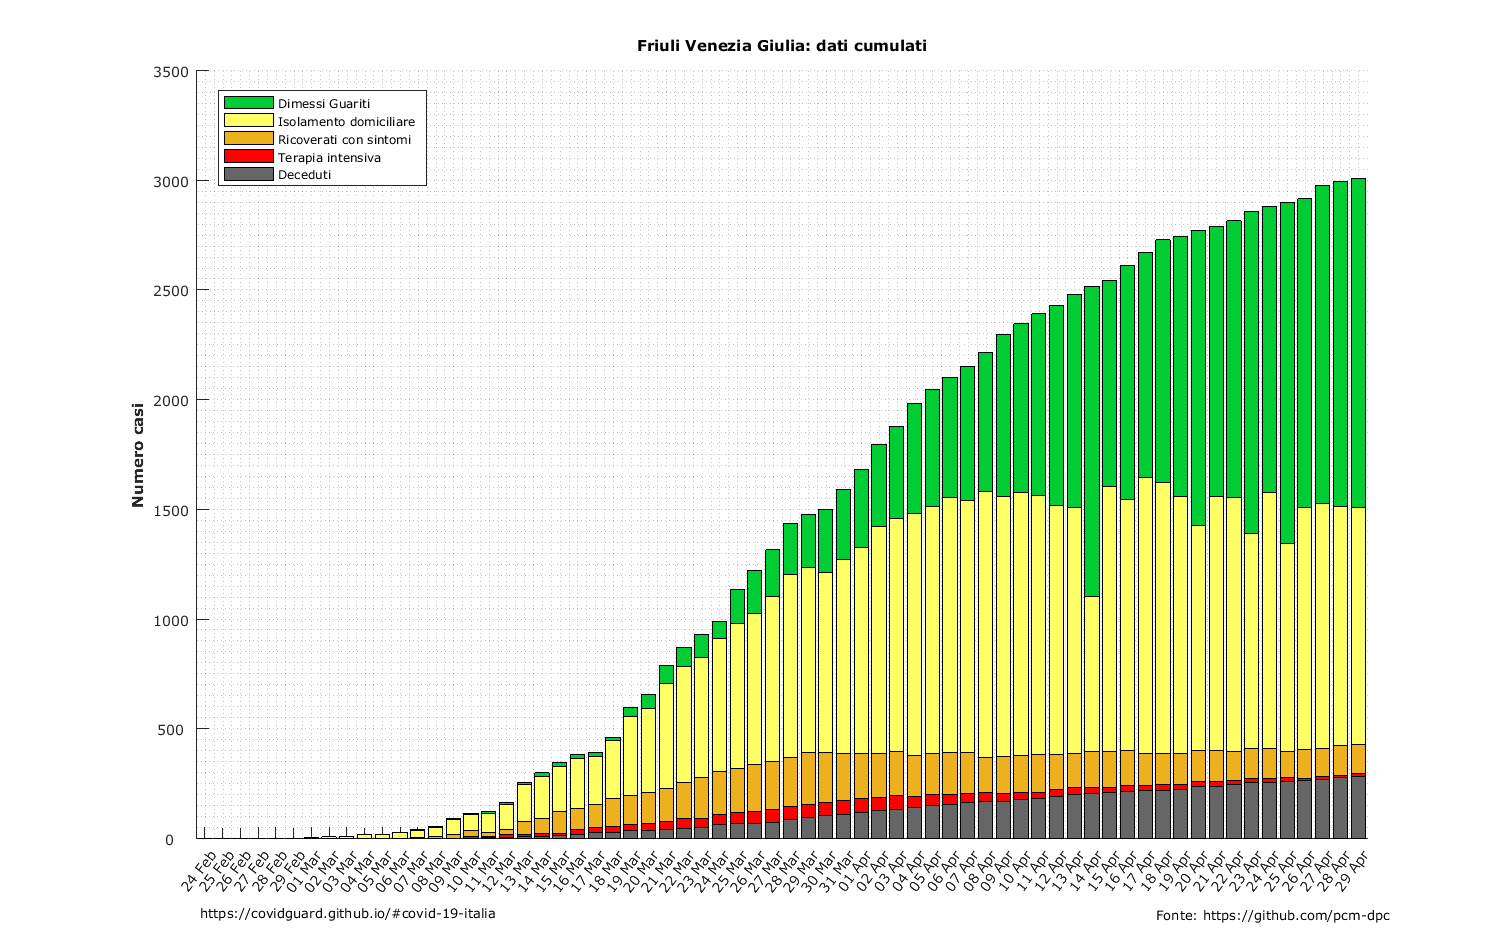 Friuli Venezia Giulia: dati cumulati
3500
3000
2500
2000
1500
1000
500
0
Numero casi
Dimessi Guariti
Isolamento domiciliare
Ricoverati con sintomi
Terapia intensiva
Deceduti
24 Feb
25 Feb
26 Feb
27 Feb
28 Feb
29 Feb
01 Mar
02 Mar
03 Mar
04 Mar
05 Mar
06 Mar
07 Mar
08 Mar
09 Mar
10 Mar
11 Mar
12 Mar
13 Mar
14 Mar
15 Mar
16 Mar
17 Mar
18 Mar
19 Mar
20 Mar
21 Mar
22 Mar
23 Mar
24 Mar
25 Mar
26 Mar
27 Mar
28 Mar
29 Mar
30 Mar
31 Mar
01 Apr
02 Apr
03 Apr
04 Apr
05 Apr
06 Apr
07 Apr
08 Apr
09 Apr
10 Apr
11 Apr
12 Apr
13 Apr
14 Apr
15 Apr
16 Apr
17 Apr
18 Apr
19 Apr
20 Apr
21 Apr
22 Apr
23 Apr
24 Apr
25 Apr
26 Apr
27 Apr
28 Apr
29 Apr
https://covidguard.github.io/#covid-19-italia
Fonte: https://github.com/pcm-dpc